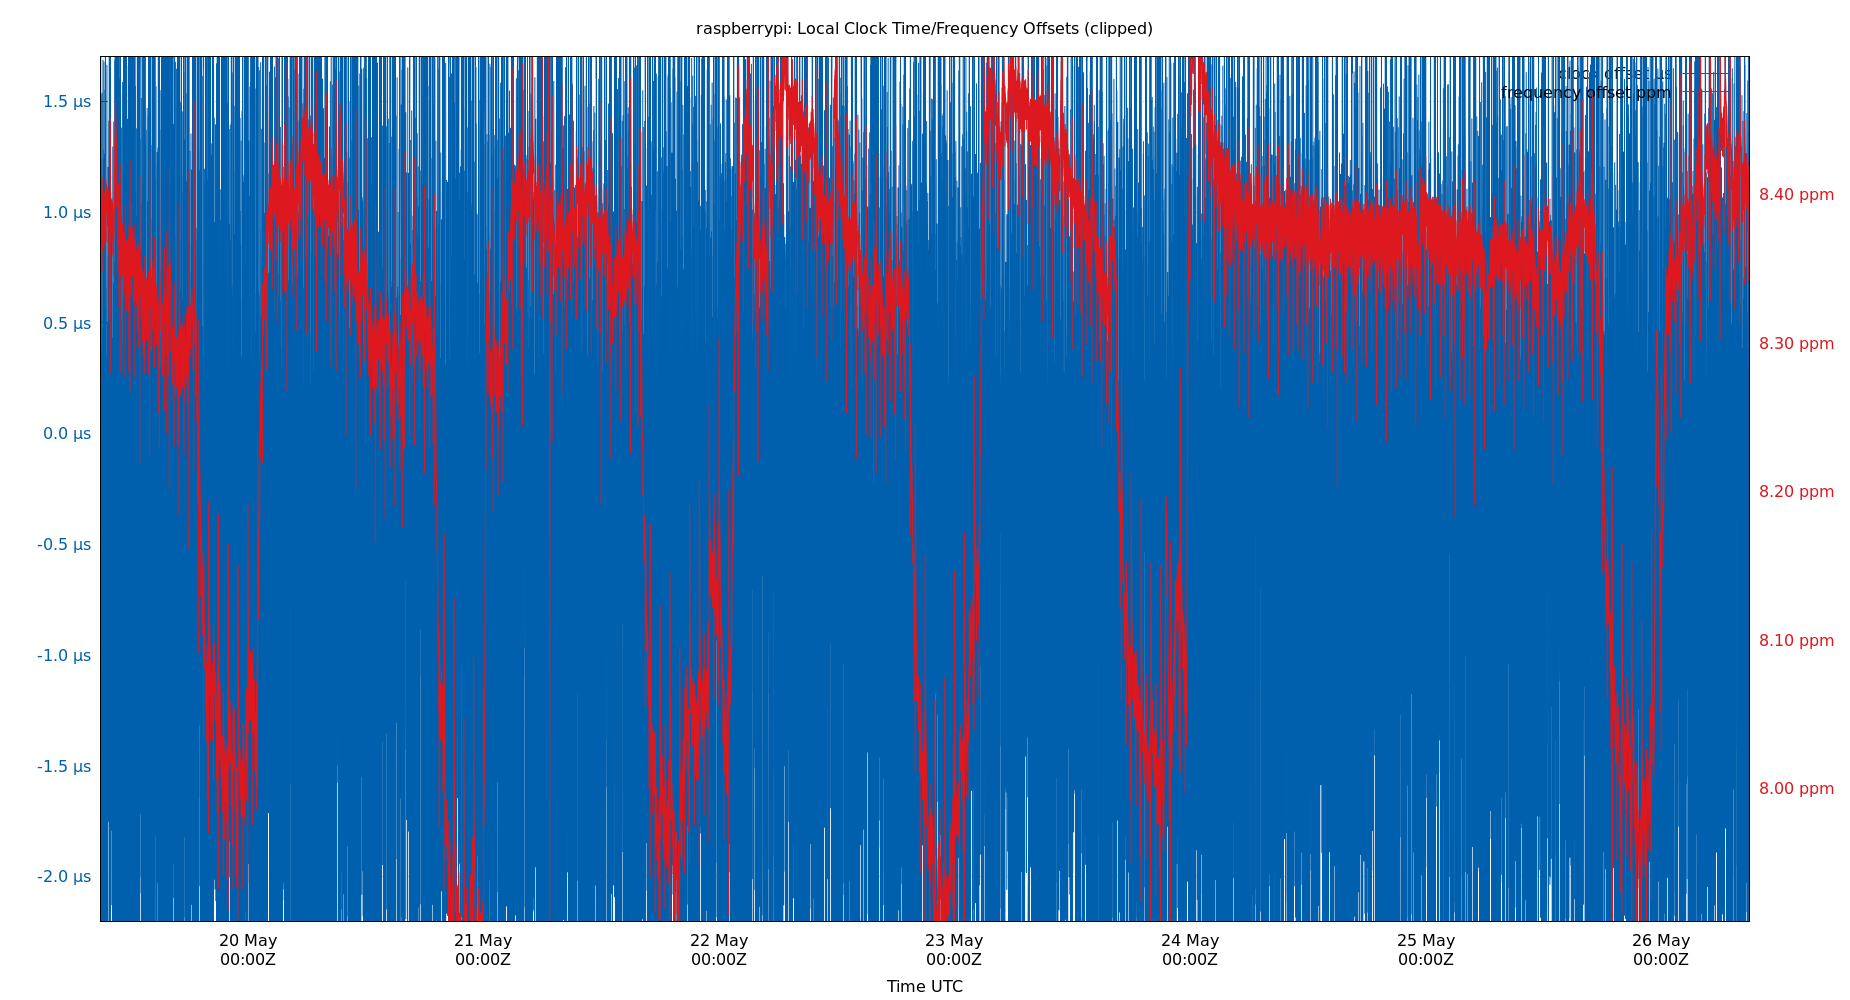 raspberrypi: Local Clock Time/Frequency Offsets (clipped)
clock offset µs
frequency offset ppm
1.5 µs
1.0 µs
0.5 µs
0.0 µs
-0.5 µs
-1.0 µs
-1.5 µs
-2.0 µs
8.40 ppm
8.30 ppm
8.20 ppm
8.10 ppm
8.00 ppm
20 May
00:00Z
21 May
00:00Z
22 May
00:00Z
23 May
00:00Z
24 May
00:00Z
25 May
00:00Z
26 May
00:00Z
Time UTC